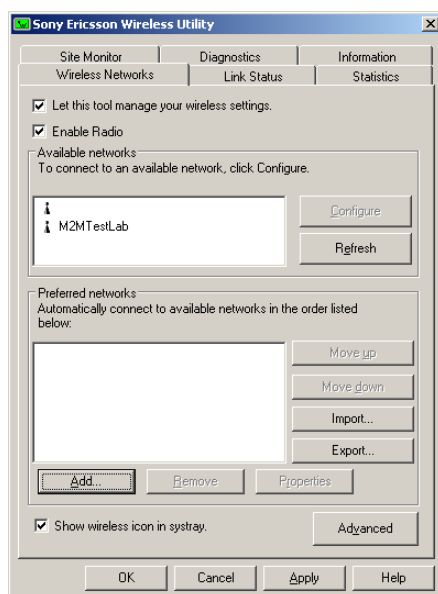 Sony Ericsson Wireless Utility
Site Monitor Diagnostics Information
Wireless Networks Link Status Statistics
Let this tool manage your wireless settings.
Enable Radio
Available networks
To connect to an available network, click Configure.
M2MTestLab
Configure
Refresh
Preferred networks
Automatically connect to available networks in the order listed
below:
Move up
Move down
Import...
Export...
Add... Remove Properties
Show wireless icon in systray.
Advanced
OK Cancel Apply Help